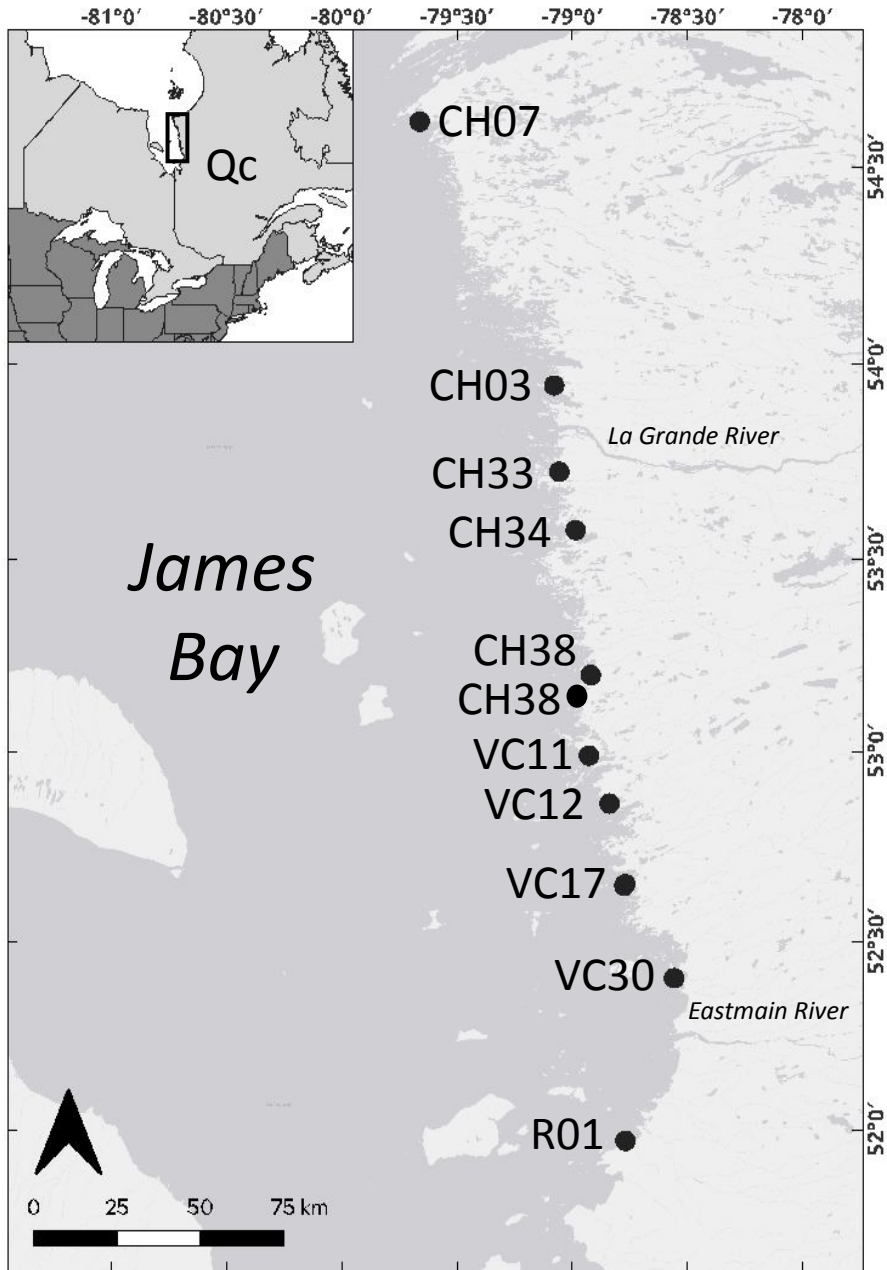 -81°0′ -80°30′ -80°0′ -79°30′ -79°0′ -78°30′ -78°0′
Qc
CH07
54°30′
54°0′
CH03
La Grande River
CH33
CH34
53°30′
James
Bay
CH38
CH38
53°0′
VC11
VC12
VC17
52°30′
VC30
Eastmain River
52°0′
R01
0 25 50 75 km